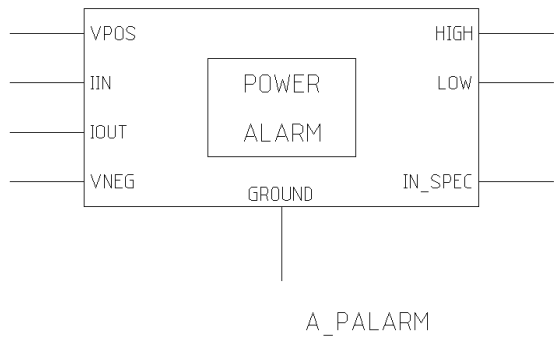 VPOS HIGH
IIN POWER LOW
IOUT ALARM
VNEG IN_SPEC
GROUND
A_PALARM